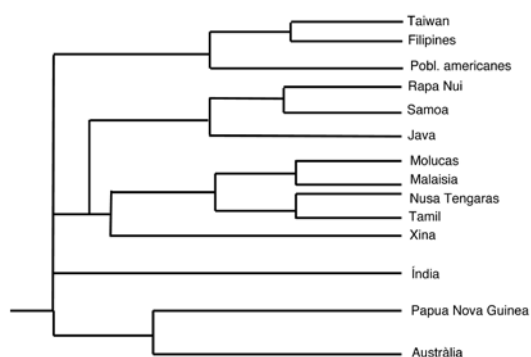 Taiwan
Filipines
Pobl. americanes
Rapa Nui
Samoa
Java
Molucas
Malaisia
Nusa Tengaras
Tamil
Xina
Índia
Papua Nova Guinea
Austràlia